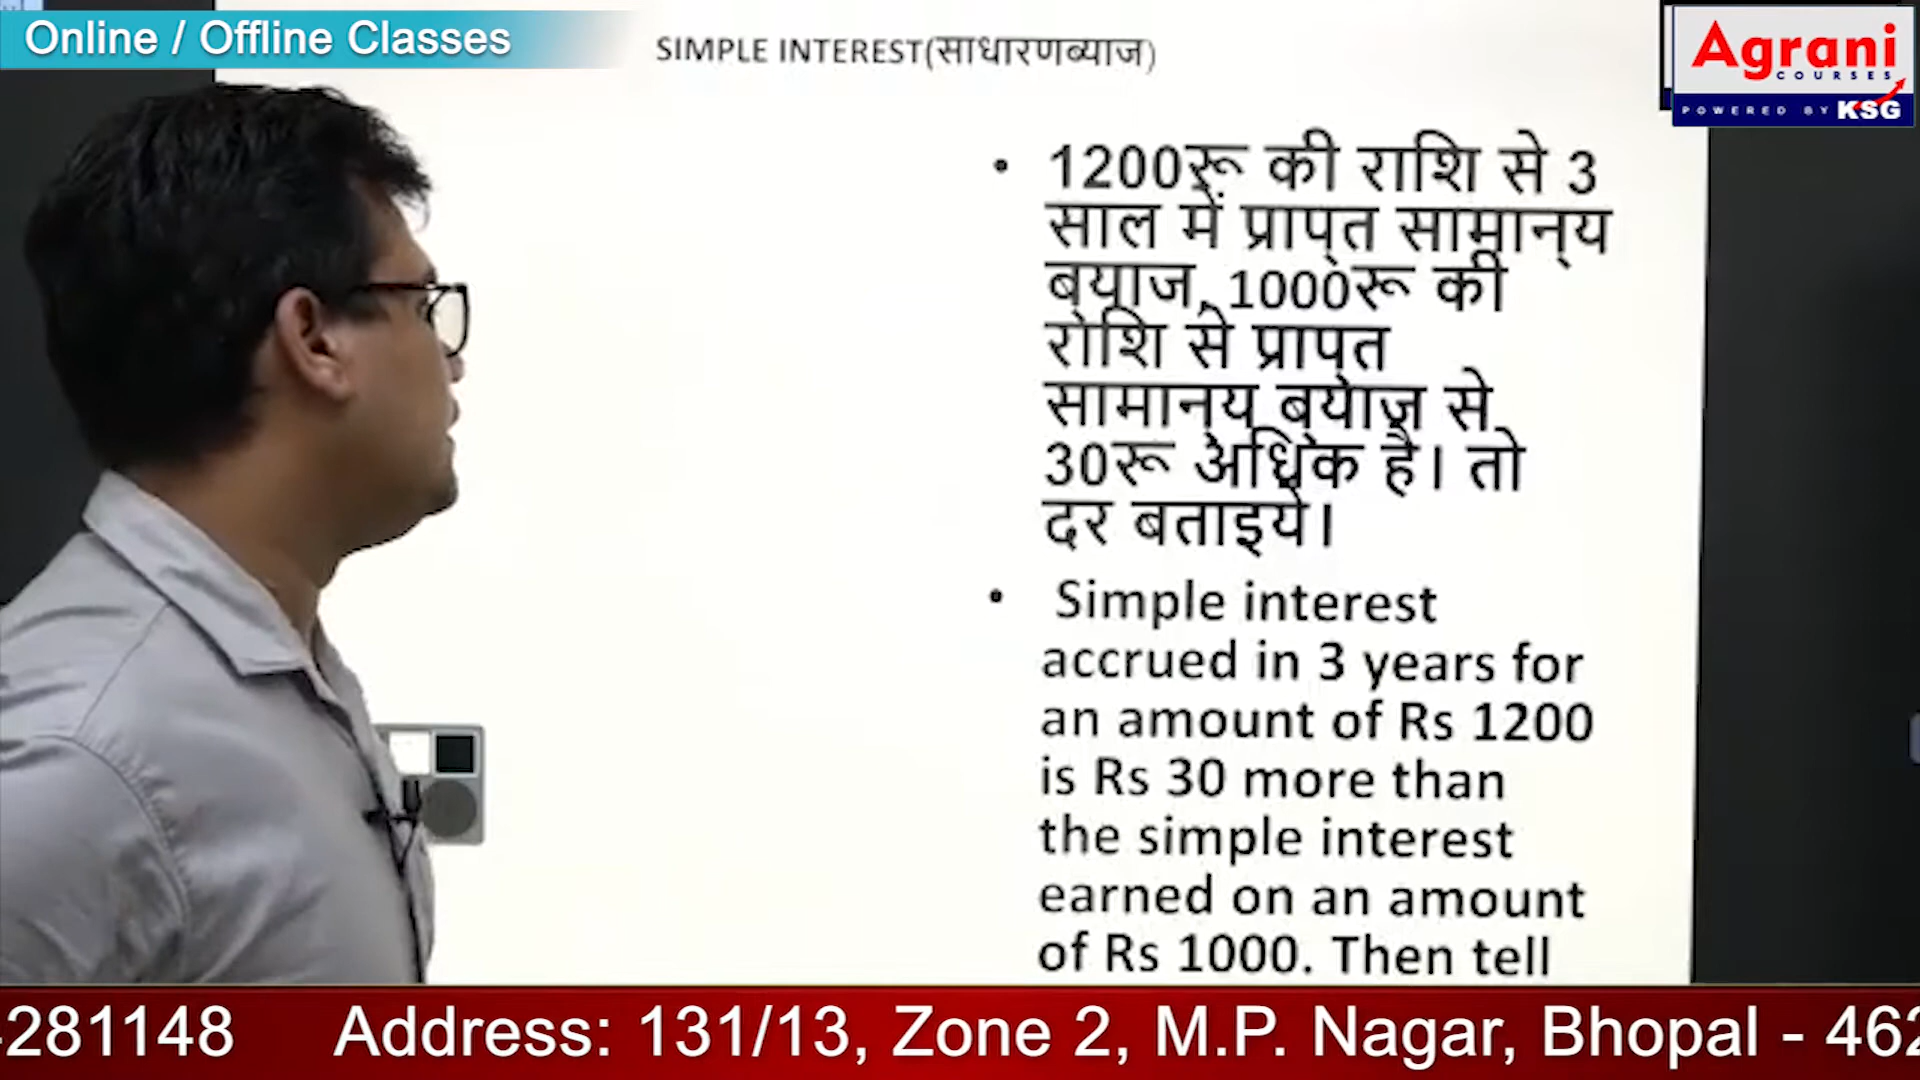 Online / Offline Classes
SIMPLE INTEREST(साधारणब्याज)
Agrani
COURSES
POWERED BY KSG
• 1200रू की राशि से 3
साल में प्राप्त सामान्य
ब्याज, 1000रू की
राशि से प्राप्त
सामान्य ब्याज से
30रू अधिक है। तो
दर बताइये।
• Simple interest
accrued in 3 years for
an amount of Rs 1200
is Rs 30 more than
the simple interest
earned on an amount
of Rs 1000. Then tell
281148 Address: 131/13, Zone 2, M.P. Nagar, Bhopal - 462